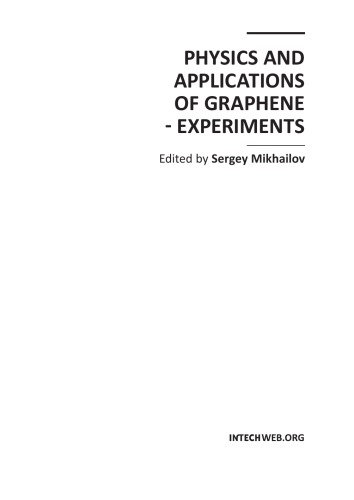 PHYSICS AND
APPLICATIONS
OF GRAPHENE
- EXPERIMENTS
Edited by Sergey Mikhailov
INTECHWEB.ORG